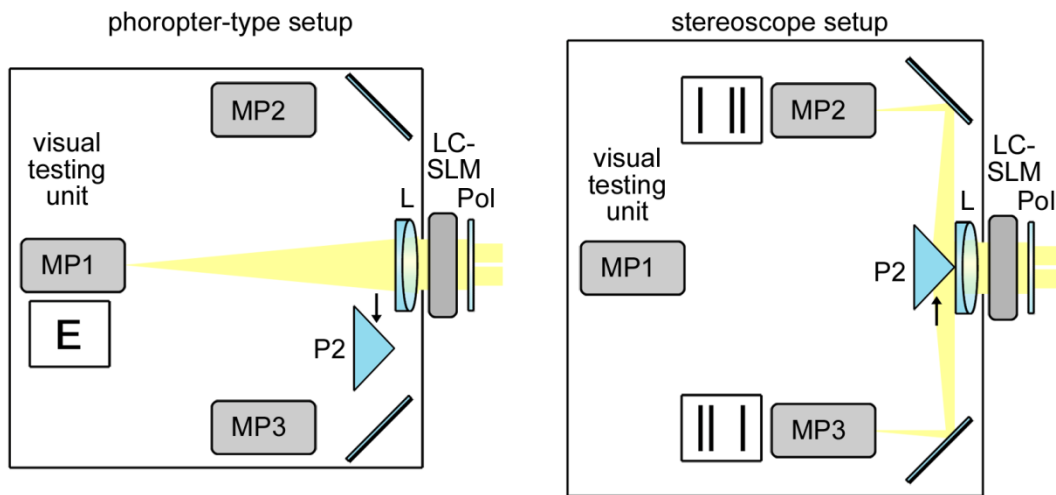 phoropter-type setup
MP2
visual
testing
unit
LC-
SLM
L
Pol
MP1
E
P2
MP3
stereoscope setup
MP2
visual
testing
unit
LC-
SLM
L
Pol
MP1
P2
MP3